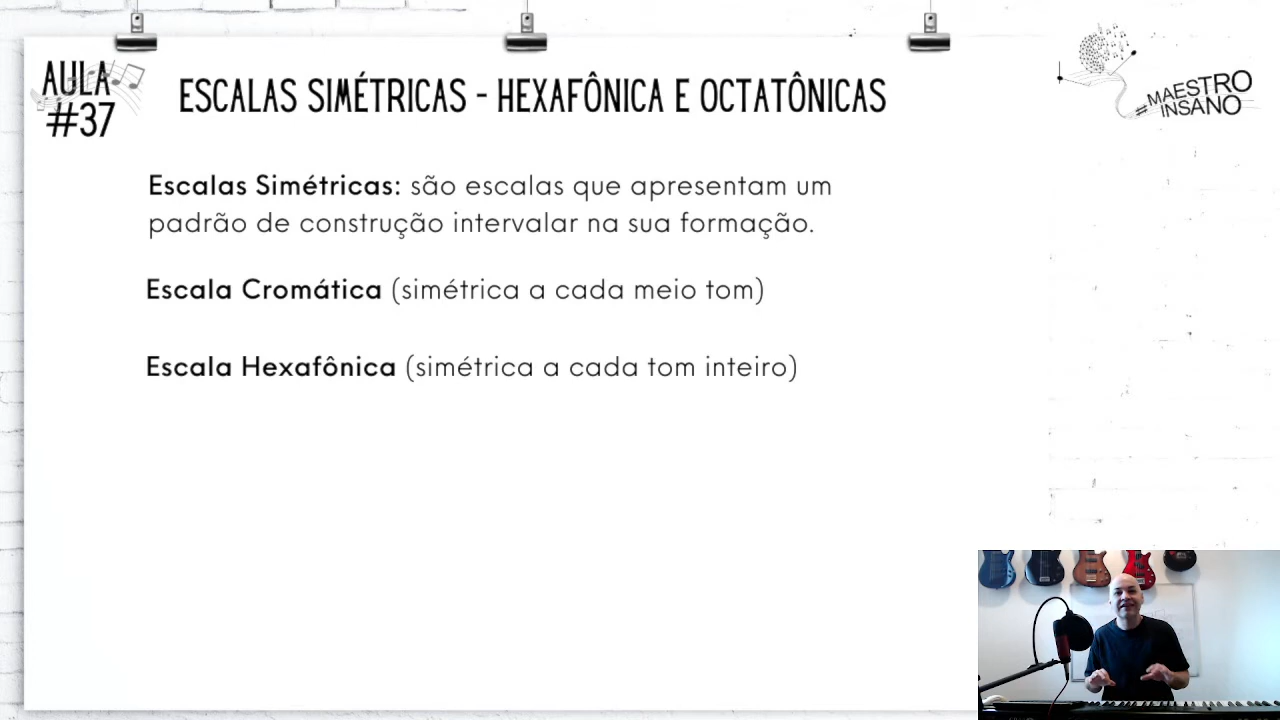 AULA
#37
ESCALAS SIMÉTRICAS - HEXAFÔNICA E OCTATÔNICAS
#MAESTRO
INSANO
Escalas Simétricas: são escalas que apresentam um
padrão de construção intervalar na sua formação.
Escala Cromática (simétrica a cada meio tom)
Escala Hexafônica (simétrica a cada tom inteiro)